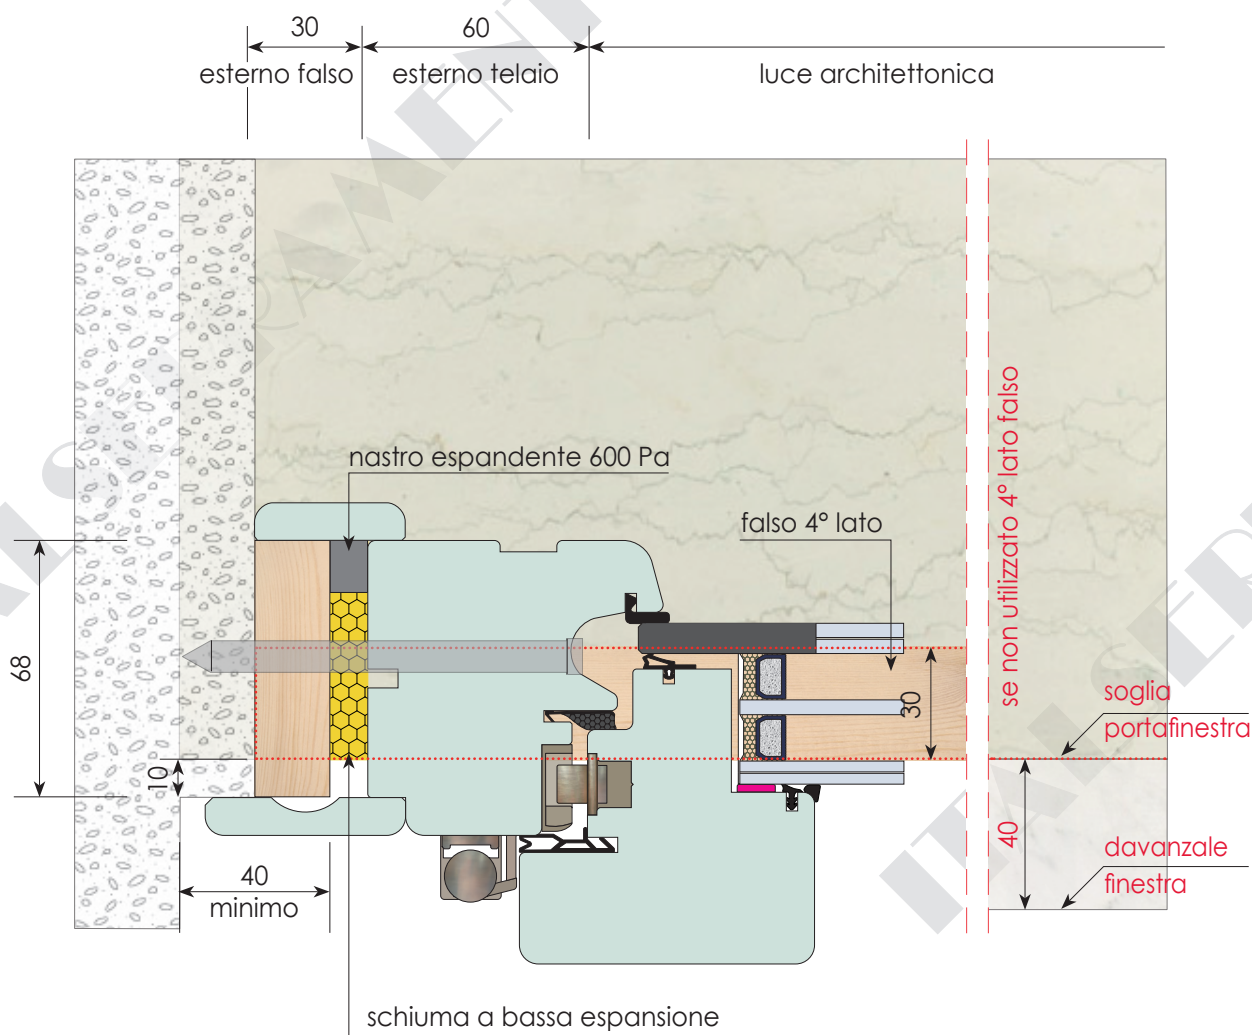 30
60
esterno falso
esterno telaio
luce architettonica
nastro espandente 600 Pa
falso 4° lato
se non utilizzato 4° lato falso
68
30
soglia
portafinestra
10
40
davanzale
finestra
40
minimo
schiuma a bassa espansione